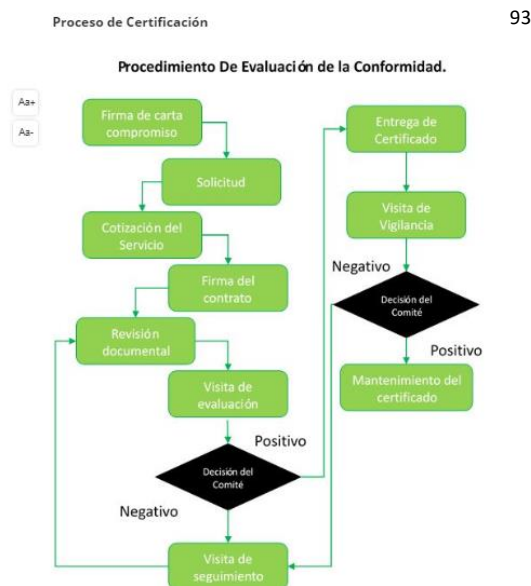 Proceso de Certificación
93
Procedimiento De Evaluación de la Conformidad.
Aa+
Aa-
Firma de carta
compromiso
Solicitud
Cotización del
Servicio
Firma del
contrato
Revisión
documental
Visita de
evaluación
Positivo
Decisión del
Comité
Negativo
Visita de
seguimiento
Entrega de
Certificado
Visita de
Vigilancia
Negativo
Decisión del
Comité
Positivo
Mantenimiento del
certificado